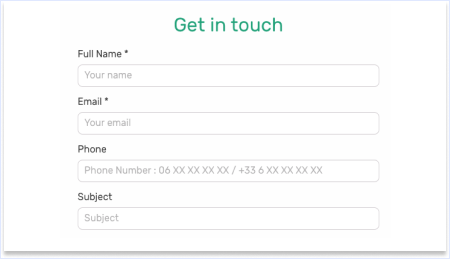 Get in touch
Full Name *
Your name
Email *
Your email
Phone
Phone Number : 06 XX XX XX XX / +33 6 XX XX XX XX
Subject
Subject